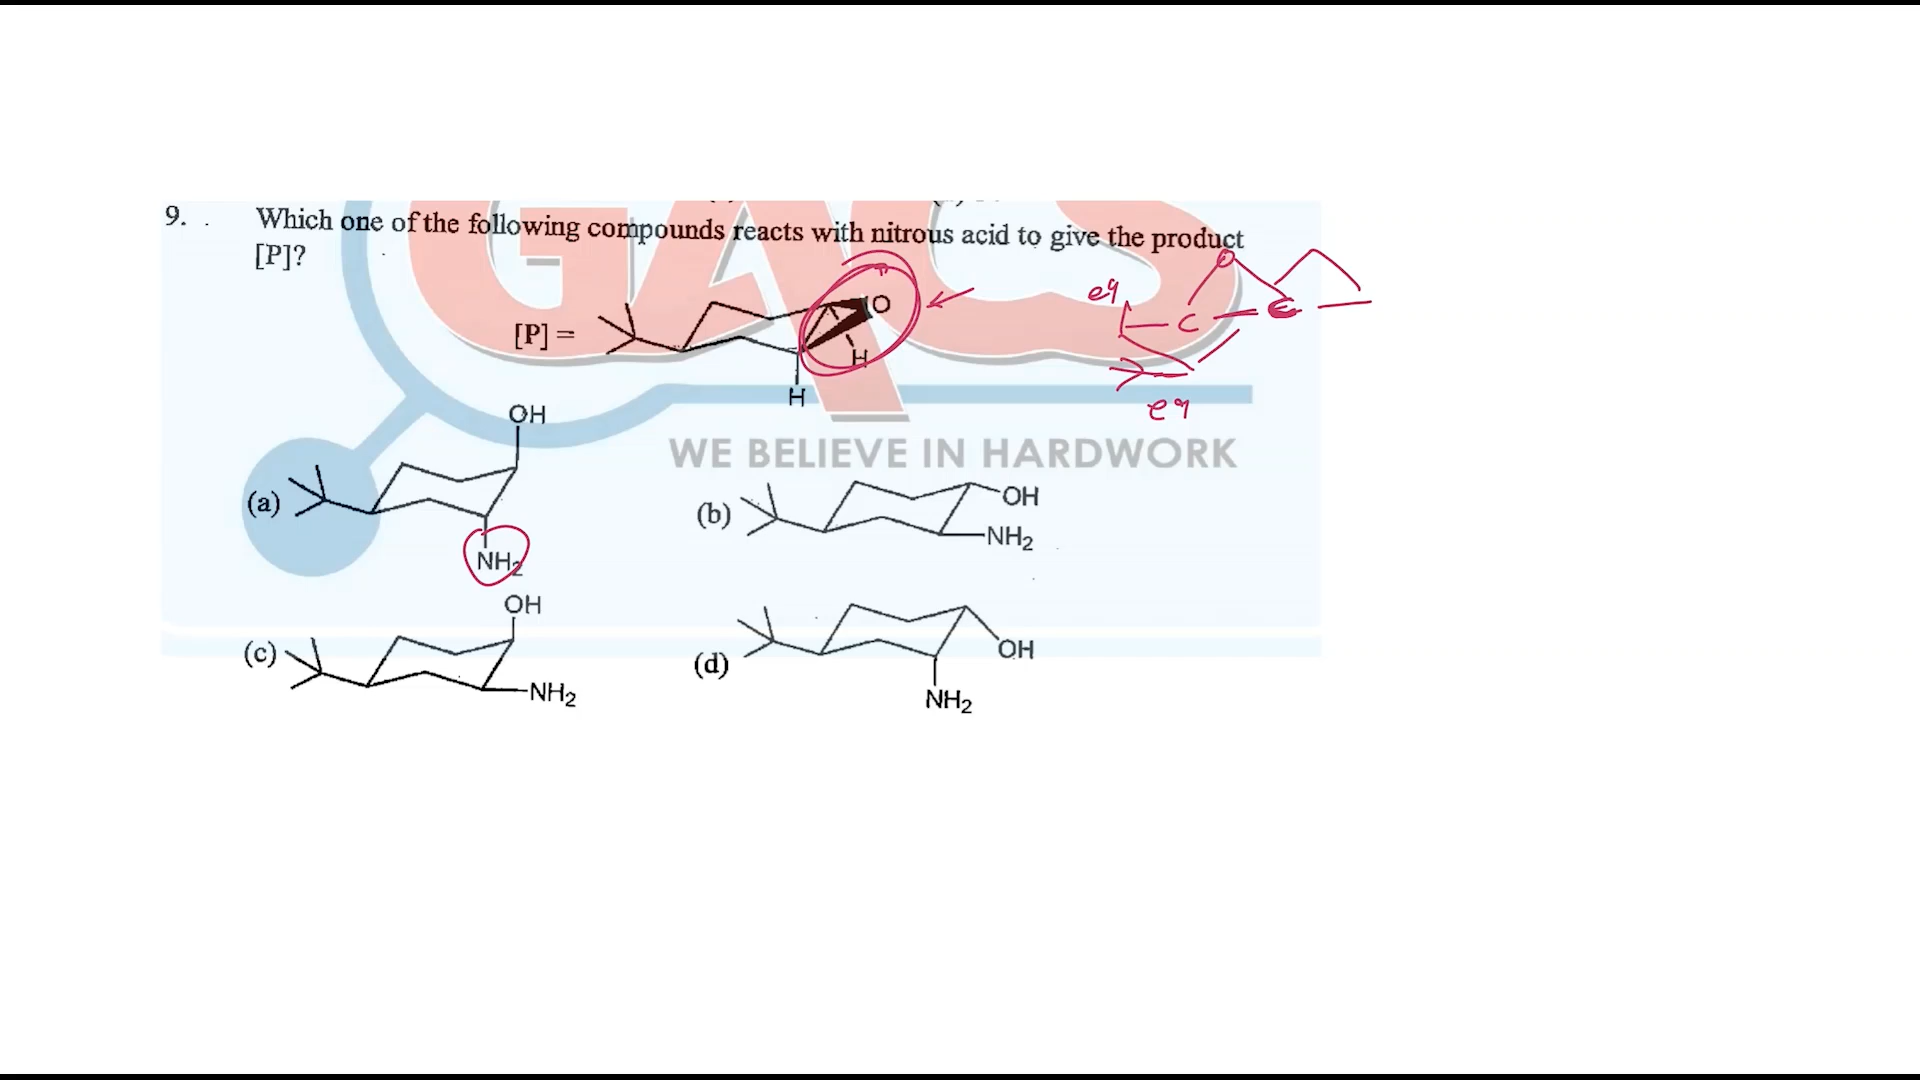 9. . Which one of the following compounds reacts with nitrous acid to give the product
[P]?
[P] =
O
H
H
GACS
WE BELIEVE IN HARDWORK
O
eq
C
C
eq
(a)
OH
NH2
(b)
OH
NH2
(c)
OH
NH2
(d)
OH
NH2